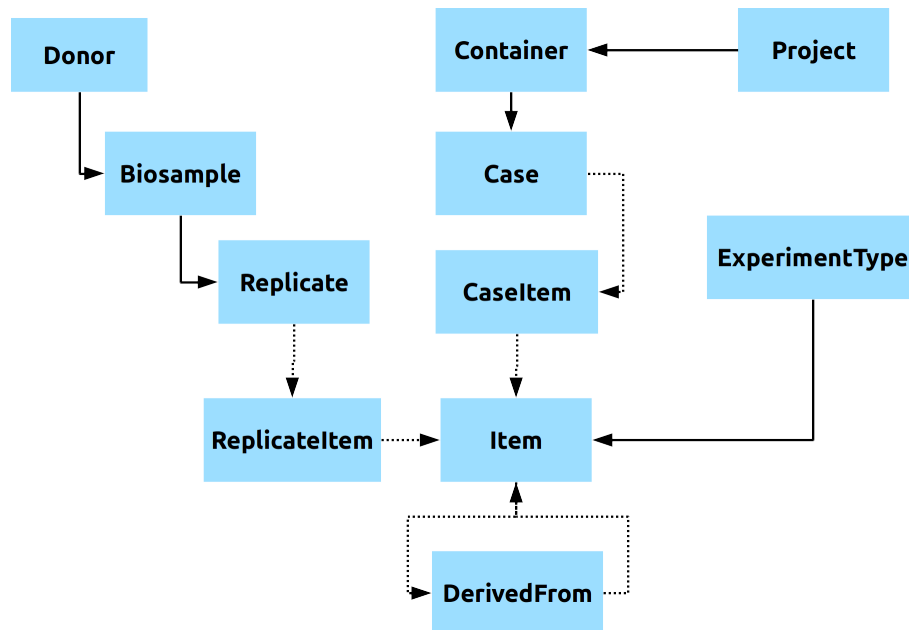 Donor
Container
Project
Biosample
Case
Replicate
CaseItem
ExperimentType
ReplicateItem
Item
DerivedFrom